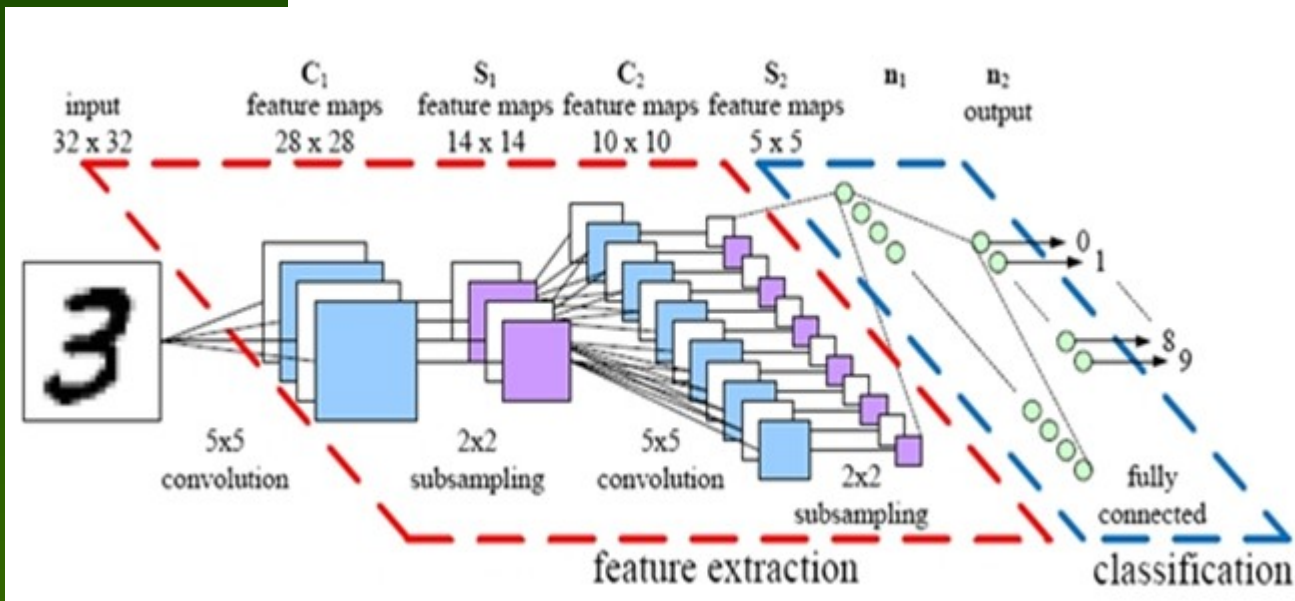 input
32 x 32
C₁
feature maps
28 x 28
S₁
feature maps
14 x 14
C₂
feature maps
10 x 10
S₂
feature maps
5 x 5
n₁
n₂
output
3
0
1
8
9
5x5
convolution
2x2
subsampling
5x5
convolution
2x2
subsampling
fully
connected
feature extraction
classification